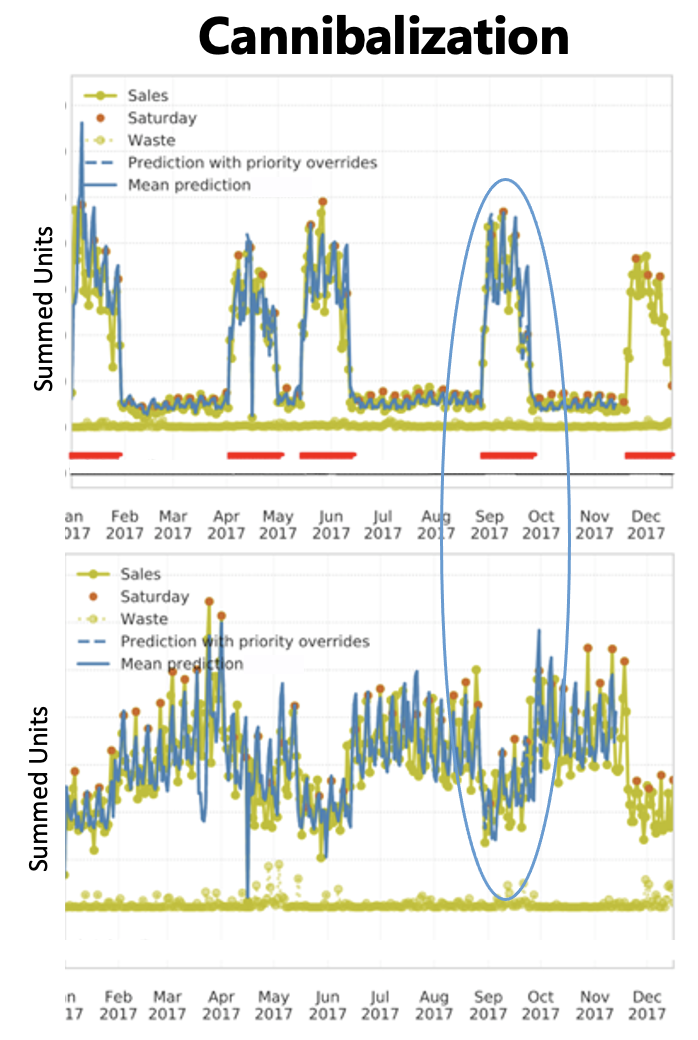 Cannibalization
Sales
Saturday
Waste
Prediction with priority overrides
Mean prediction
Summed Units
an Feb Mar Apr May Jun Jul Aug Sep Oct Nov Dec
017 2017 2017 2017 2017 2017 2017 2017 2017 2017 2017 2017
Sales
Saturday
Waste
Prediction with priority overrides
Mean prediction
Summed Units
n Feb Mar Apr May Jun Jul Aug Sep Oct Nov Dec
17 2017 2017 2017 2017 2017 2017 2017 2017 2017 2017 2017